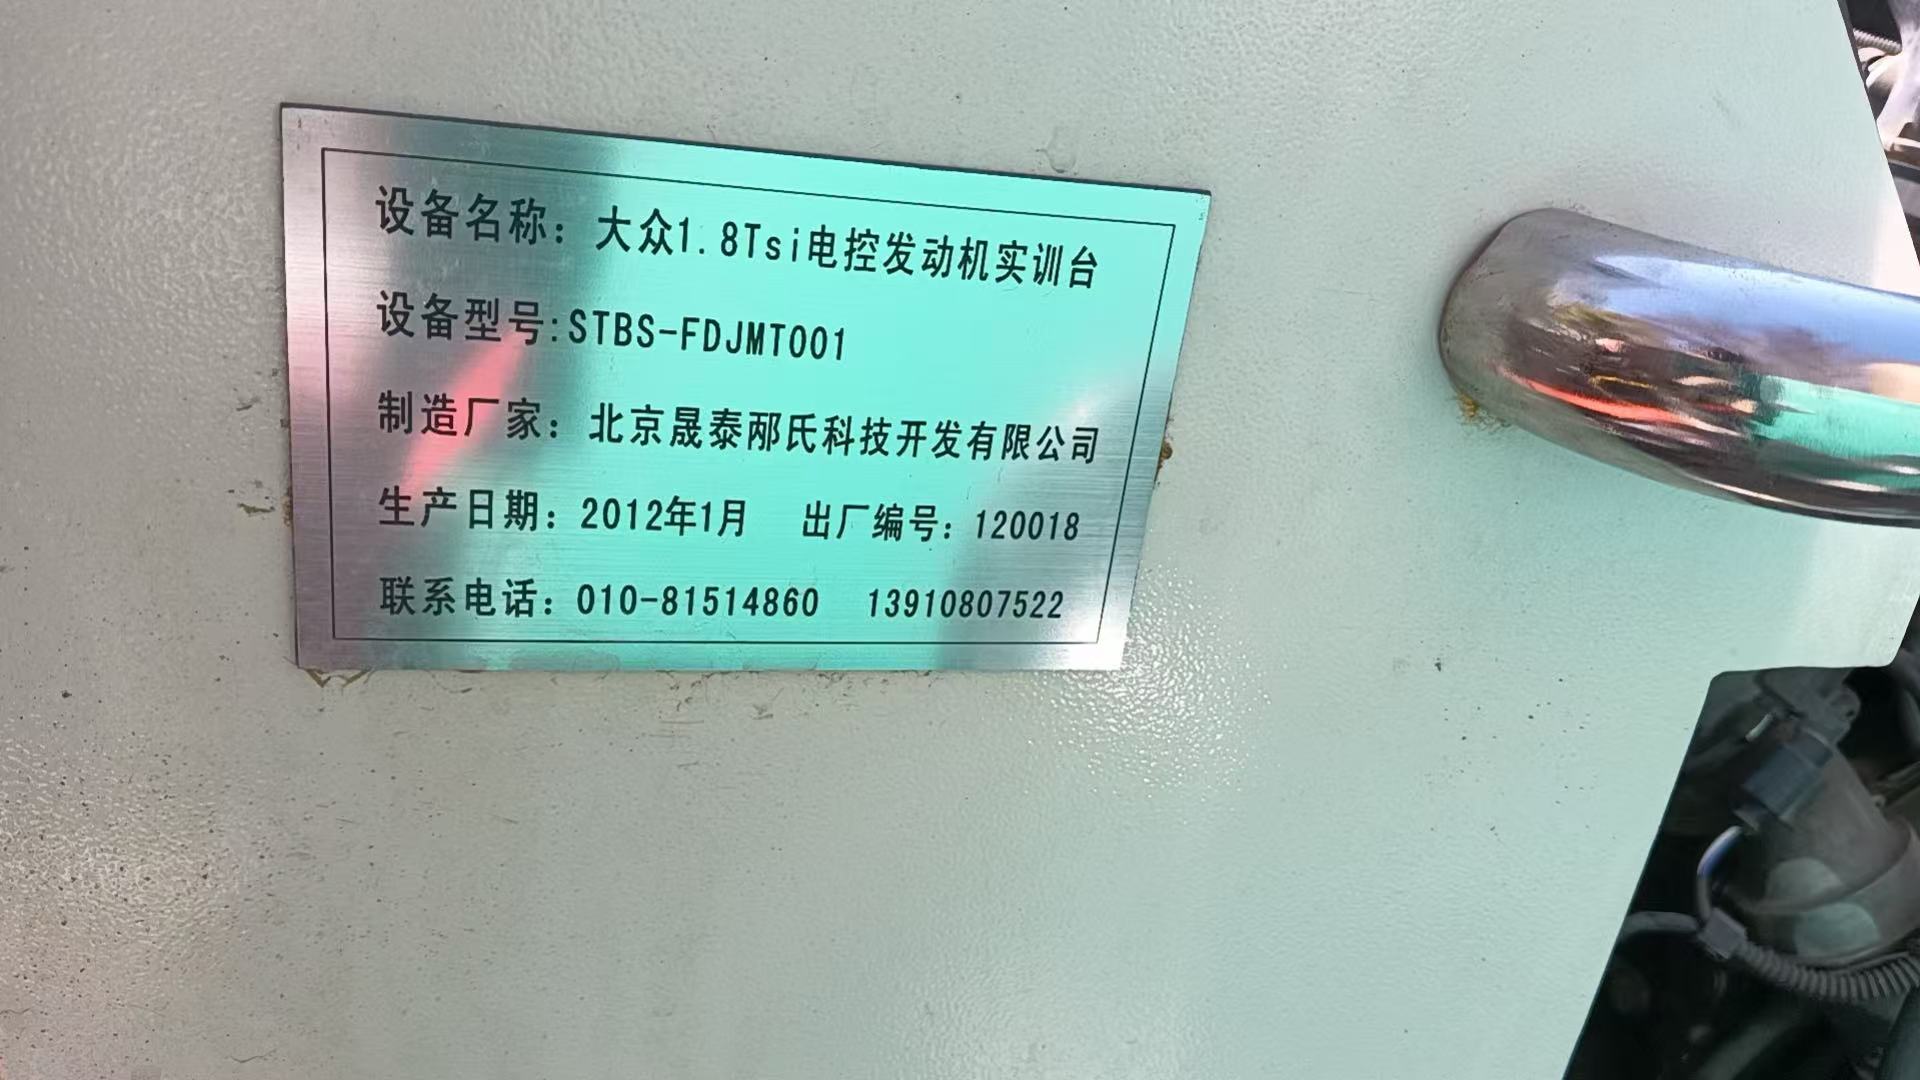 设备名称：大众1.8Tsi电控发动机实训台
设备型号:STBS-FDJMT001
制造厂家：北京晟泰邴氏科技开发有限公司
生产日期：2012年1月 出厂编号：120018
联系电话：010-81514860 13910807522